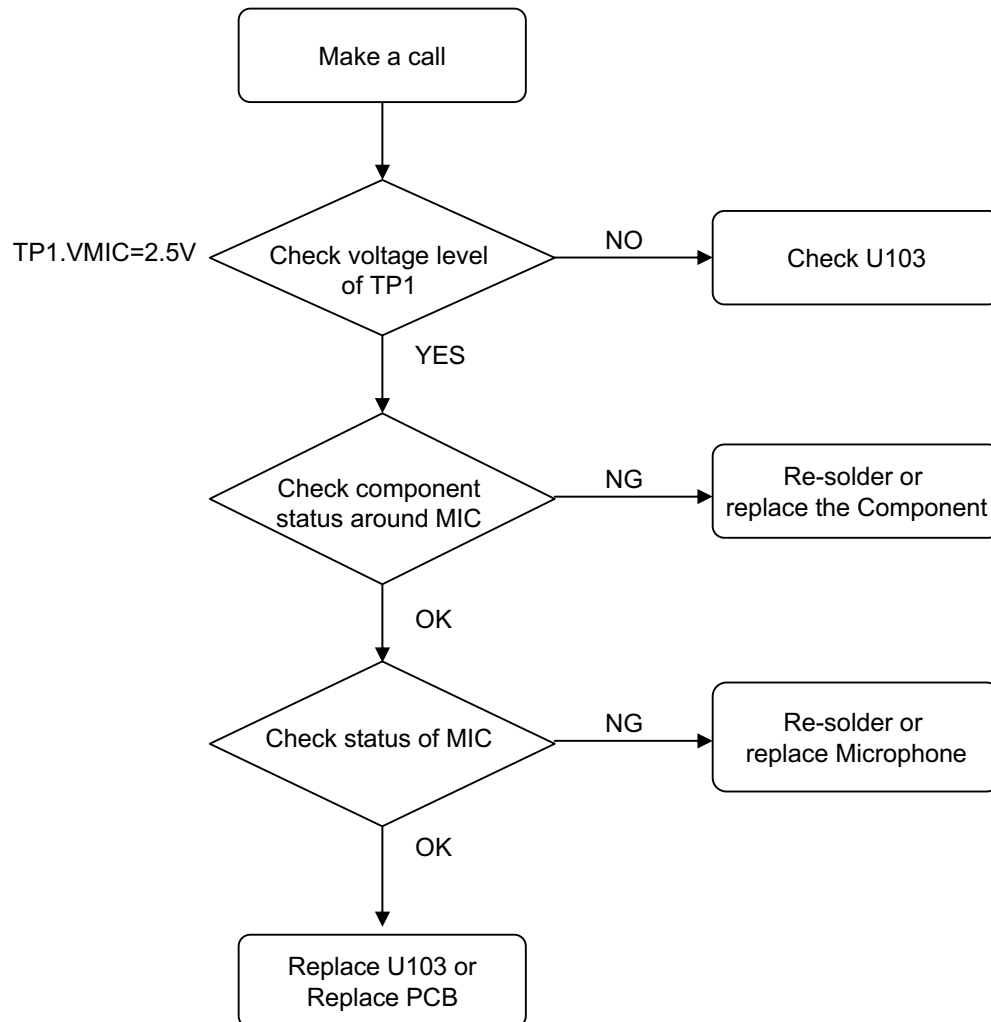 Make a call
TP1.VMIC=2.5V
Check voltage level
of TP1
NO
Check U103
YES
Check component
status around MIC
NG
Re-solder or
replace the Component
OK
Check status of MIC
NG
Re-solder or
replace Microphone
OK
Replace U103 or
Replace PCB